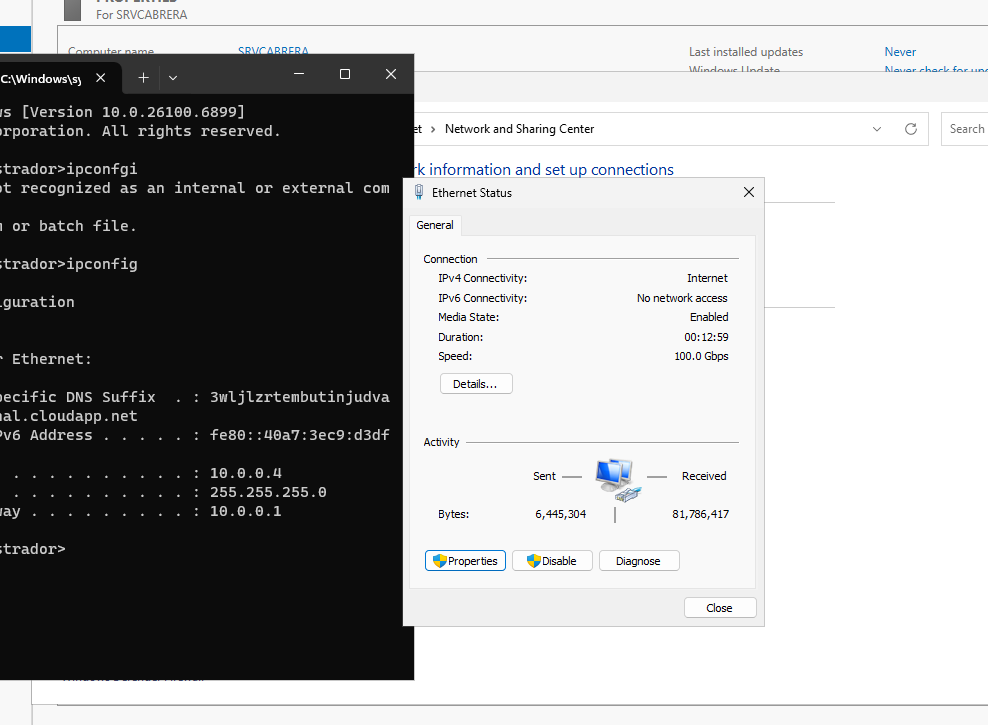 PROPERTIES
For SRVCABRERA
Computer name
SRVCABRERA
Last installed updates
Never
Windows Update
Never check for
C:\Windows\sy
ws [Version 10.0.26100.6899]
orporation. All rights reserved.
strador>ipconfgi
ot recognized as an internal or external com
m or batch file.
strador>ipconfig
iguration
r Ethernet:
pecific DNS Suffix . : 3wljlzrtembutinjudva
nal.cloudapp.net
Pv6 Address . . . . . : fe80::40a7:3ec9:d3df
. . . . . . . . . . : 10.0.0.4
. . . . . . . . . . : 255.255.255.0
way . . . . . . . . . : 10.0.0.1
strador>
et > Network and Sharing Center
Search
rk information and set up connections
Ethernet Status
General
Connection
IPv4 Connectivity: Internet
IPv6 Connectivity: No network access
Media State: Enabled
Duration: 00:12:59
Speed: 100.0 Gbps
Details...
Activity
Sent
Received
Bytes: 6,445,304 81,786,417
Properties
Disable
Diagnose
Close